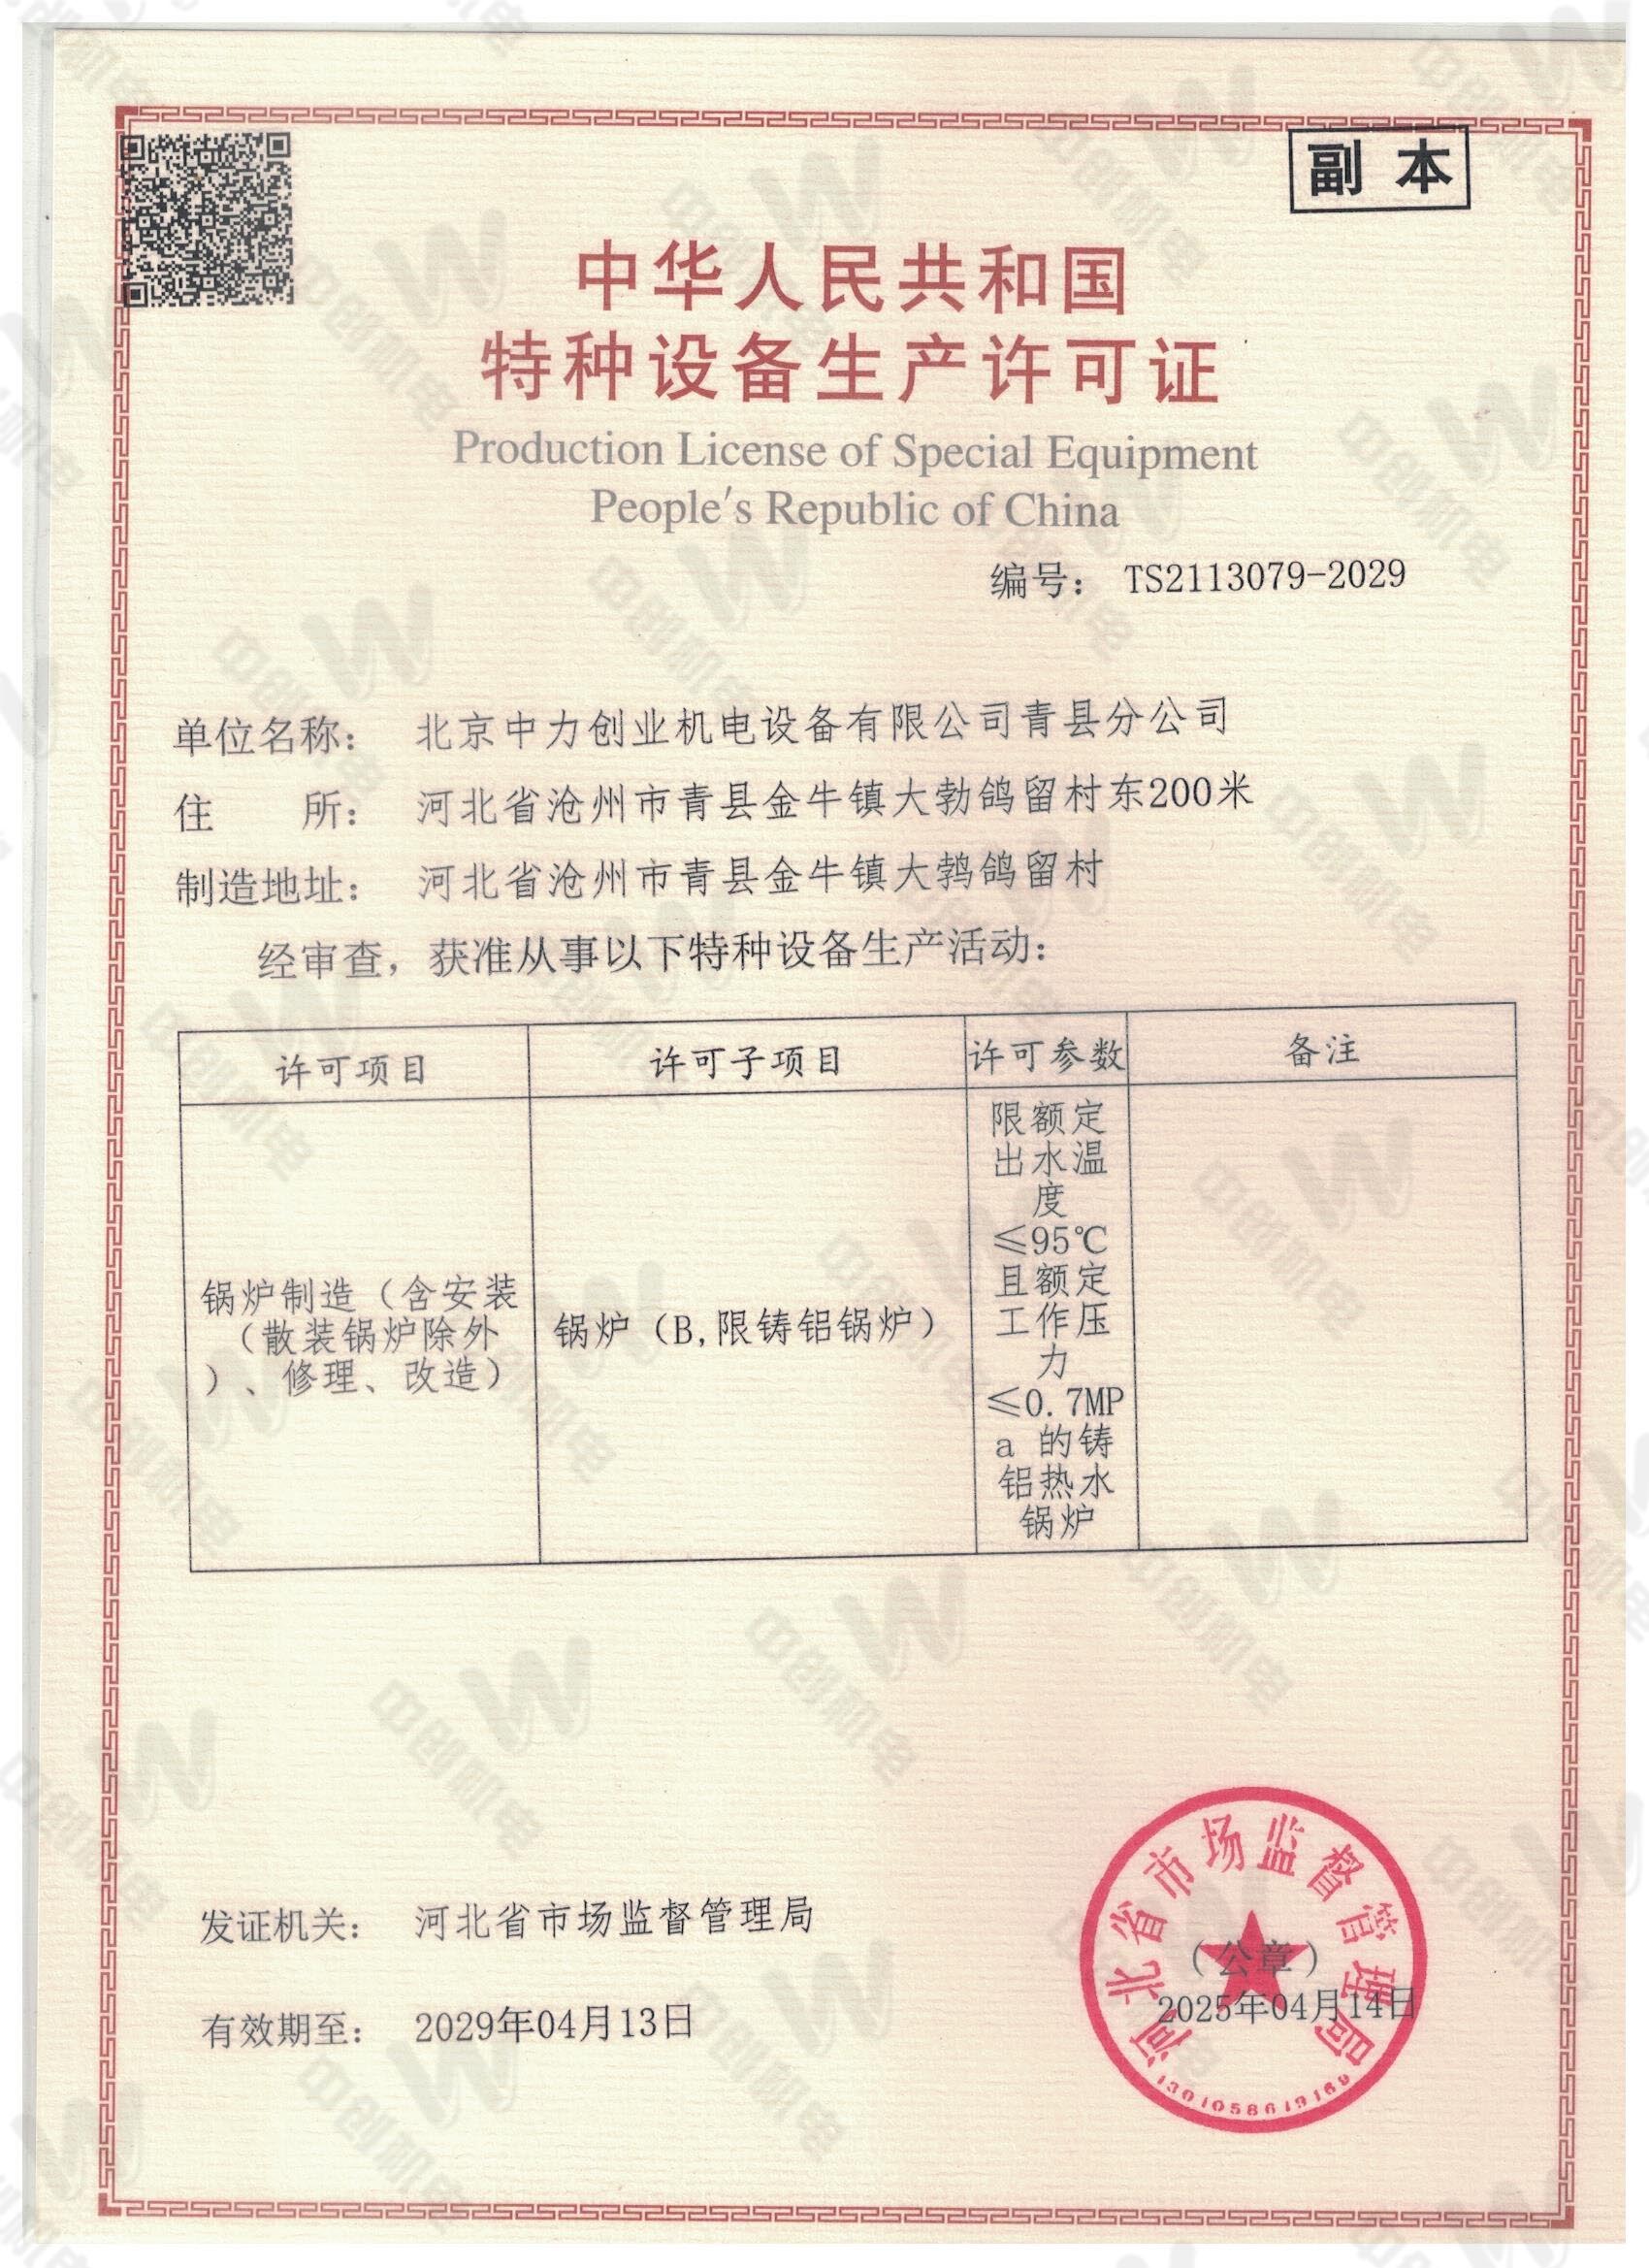 副 本
中华人民共和国
特种设备生产许可证
Production License of Special Equipment
People's Republic of China
编号： TS2113079-2029
单位名称： 北京中力创业机电设备有限公司青县分公司
住 所： 河北省沧州市青县金牛镇大勃鸽留村东200米
制造地址： 河北省沧州市青县金牛镇大鹁鸽留村
经审查，获准从事以下特种设备生产活动：
许可项目 许可子项目 许可参数 备注
锅炉制造（含安装
（散装锅炉除外
）、修理、改造）
锅炉（B,限铸铝锅炉）
限额定
出水温
度
≤95℃
且额定
工作压
力
≤0.7MP
a 的铸
铝热水
锅炉
发证机关： 河北省市场监督管理局
有效期至： 2029年04月13日
河北省市场监督管理局
（公章）
2025年04月14日
1301058619169
中创机电